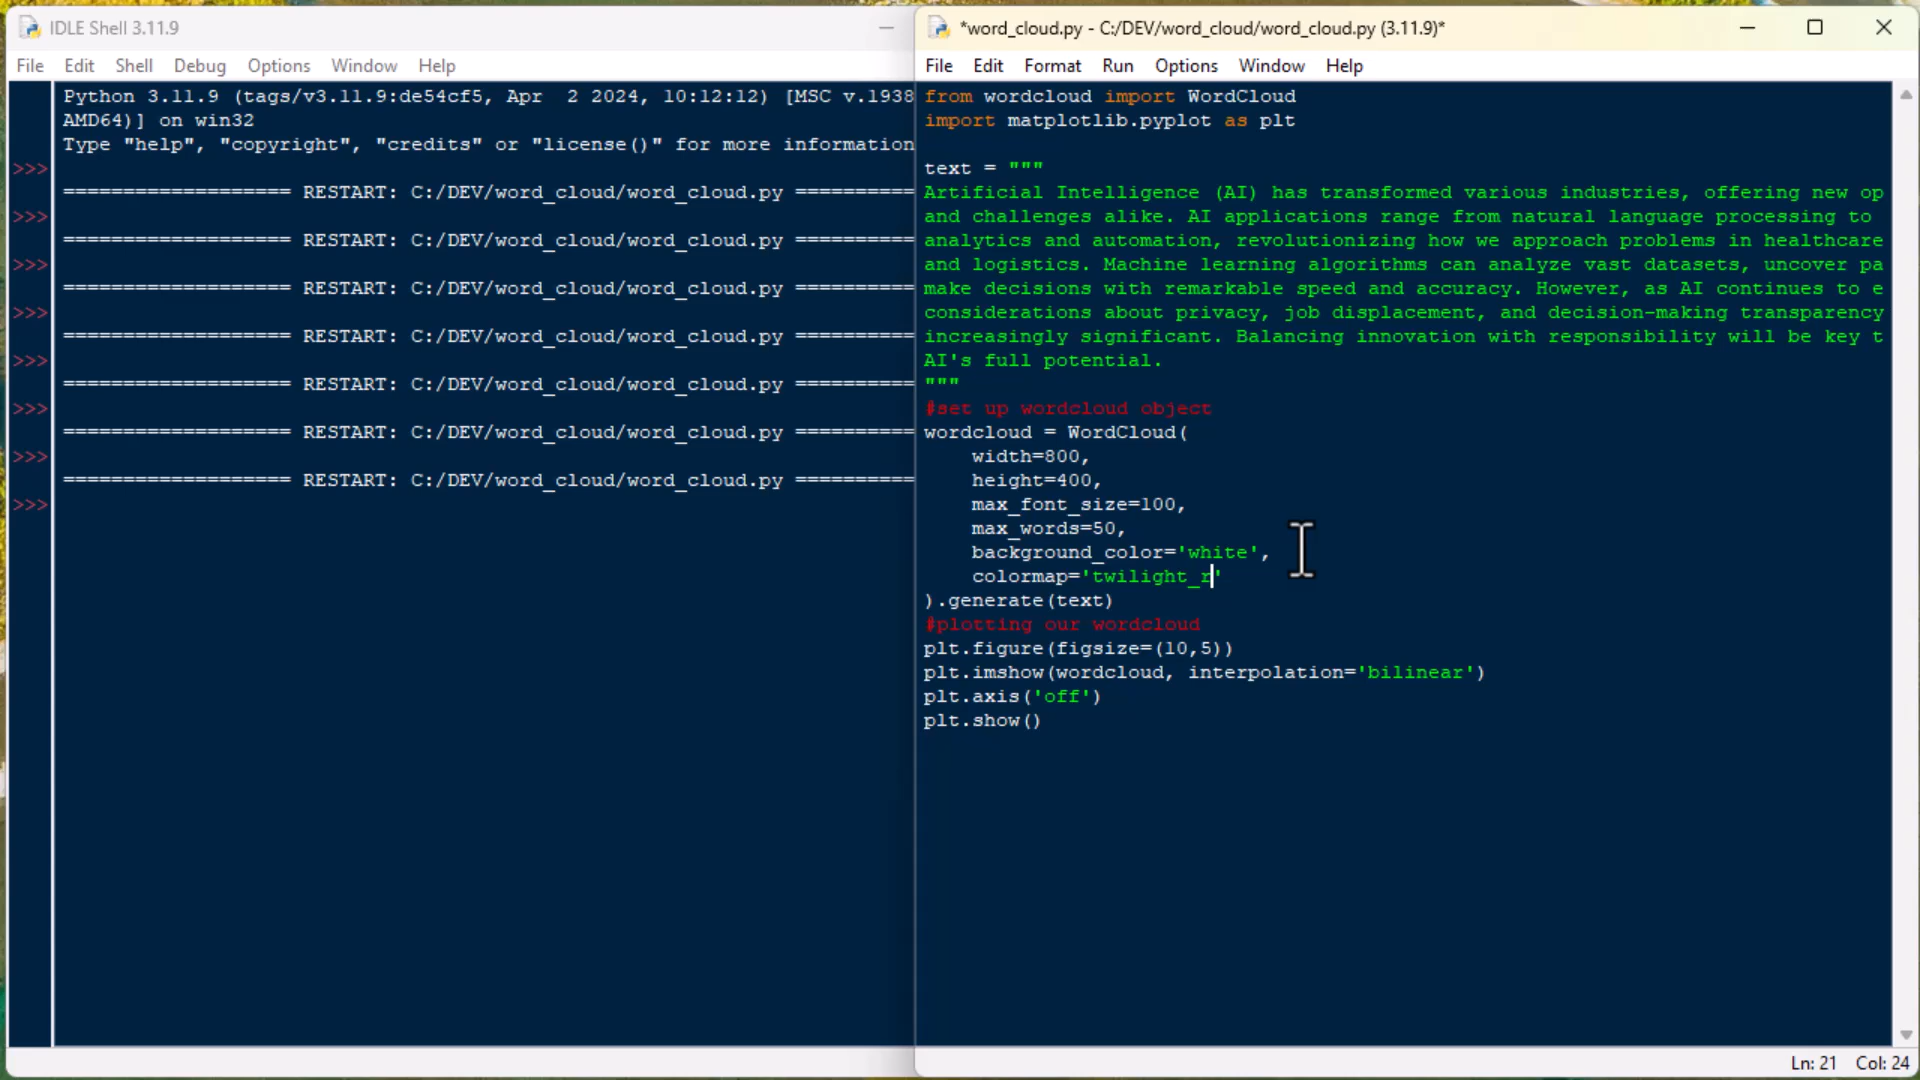 IDLE Shell 3.11.9
File Edit Shell Debug Options Window Help
Python 3.11.9 (tags/v3.11.9:de54cf5, Apr  2 2024, 10:12:12) [MSC v.1938
AMD64)] on win32
Type "help", "copyright", "credits" or "license()" for more information
>>>
=================== RESTART: C:/DEV/word_cloud/word_cloud.py ==========
>>>
=================== RESTART: C:/DEV/word_cloud/word_cloud.py ==========
>>>
=================== RESTART: C:/DEV/word_cloud/word_cloud.py ==========
>>>
=================== RESTART: C:/DEV/word_cloud/word_cloud.py ==========
>>>
=================== RESTART: C:/DEV/word_cloud/word_cloud.py ==========
>>>
=================== RESTART: C:/DEV/word_cloud/word_cloud.py ==========
>>>
=================== RESTART: C:/DEV/word_cloud/word_cloud.py ==========
>>>
*word_cloud.py - C:/DEV/word_cloud/word_cloud.py (3.11.9)*
File Edit Format Run Options Window Help
from wordcloud import WordCloud
import matplotlib.pyplot as plt
text = """
Artificial Intelligence (AI) has transformed various industries, offering new op
and challenges alike. AI applications range from natural language processing to
analytics and automation, revolutionizing how we approach problems in healthcare
and logistics. Machine learning algorithms can analyze vast datasets, uncover pa
make decisions with remarkable speed and accuracy. However, as AI continues to e
considerations about privacy, job displacement, and decision-making transparency
increasingly significant. Balancing innovation with responsibility will be key t
AI's full potential.
"""
#set up wordcloud object
wordcloud = WordCloud(
    width=800,
    height=400,
    max_font_size=100,
    max_words=50,
    background_color='white',
    colormap='twilight_r'
).generate(text)
#plotting our wordcloud
plt.figure(figsize=(10,5))
plt.imshow(wordcloud, interpolation='bilinear')
plt.axis('off')
plt.show()
Ln: 21 Col: 24